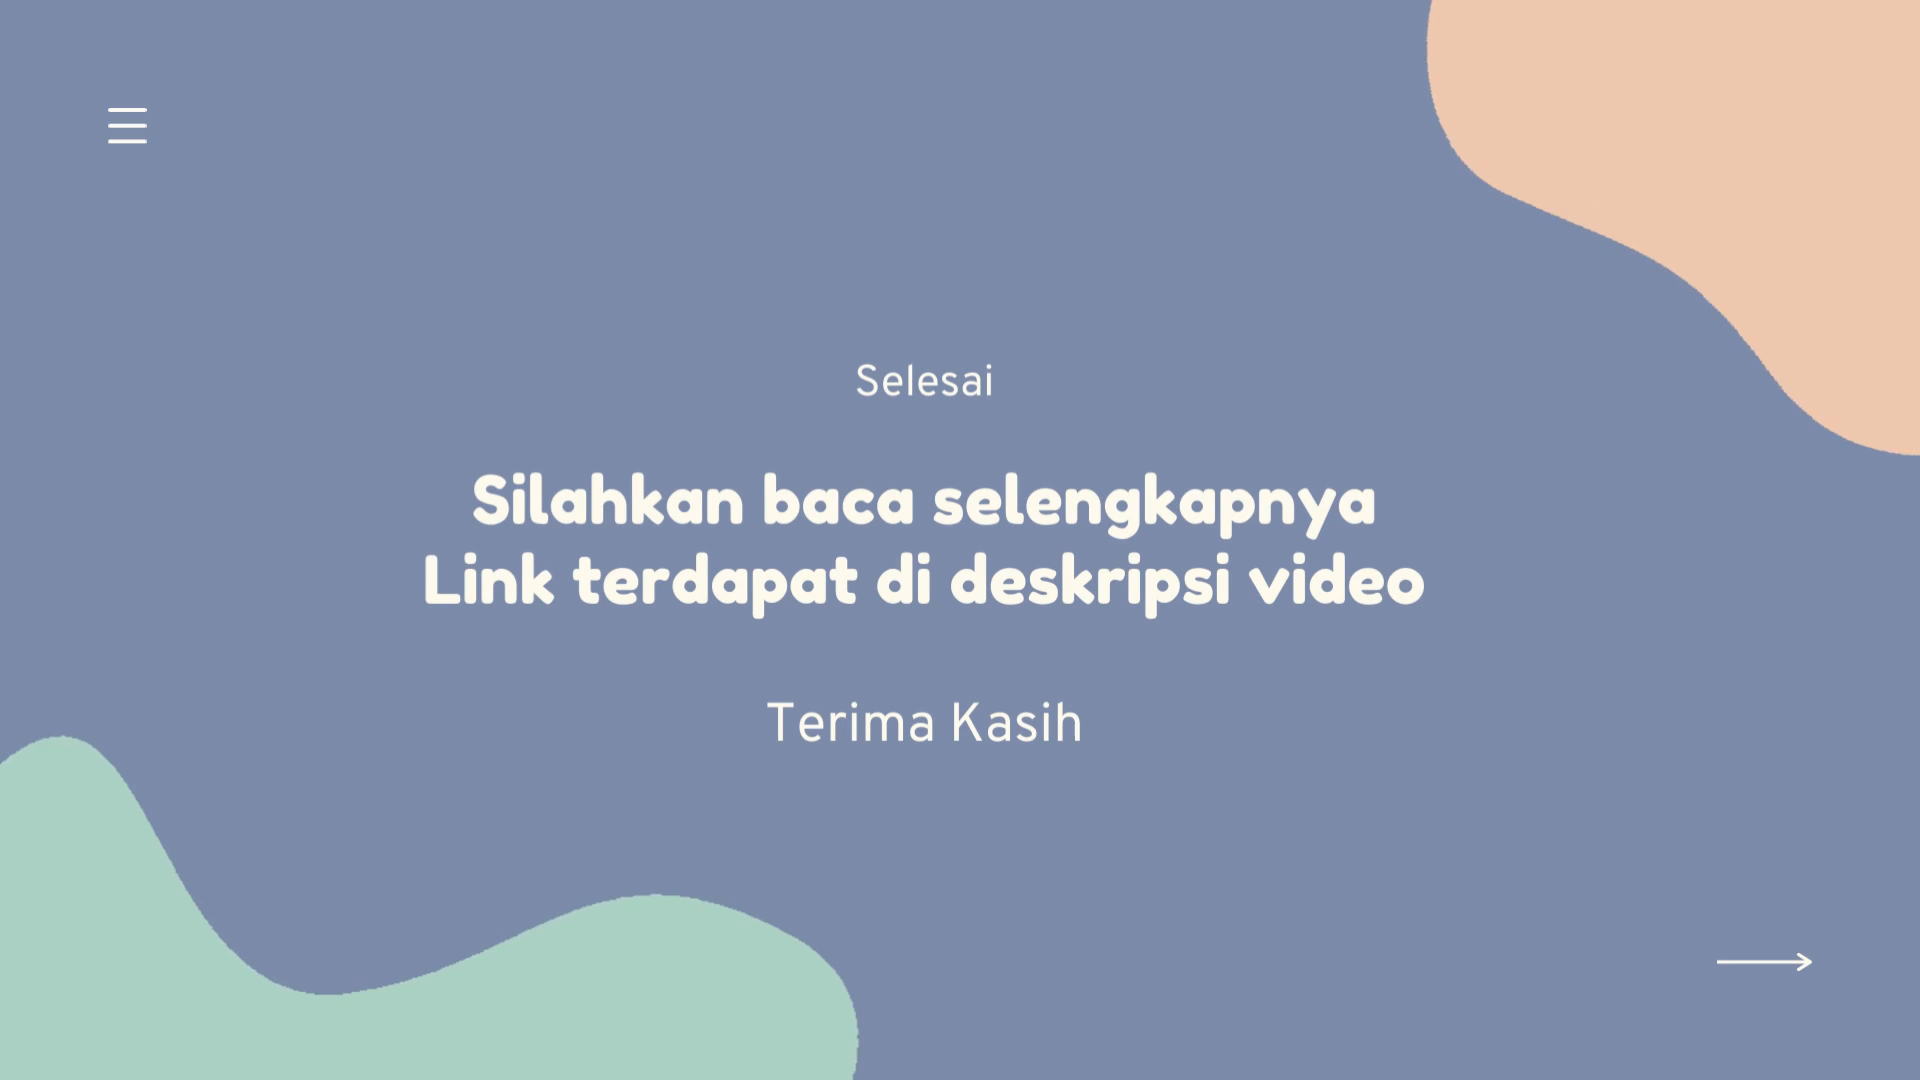 Selesai
Silahkan baca selengkapnya
Link terdapat di deskripsi video
Terima Kasih